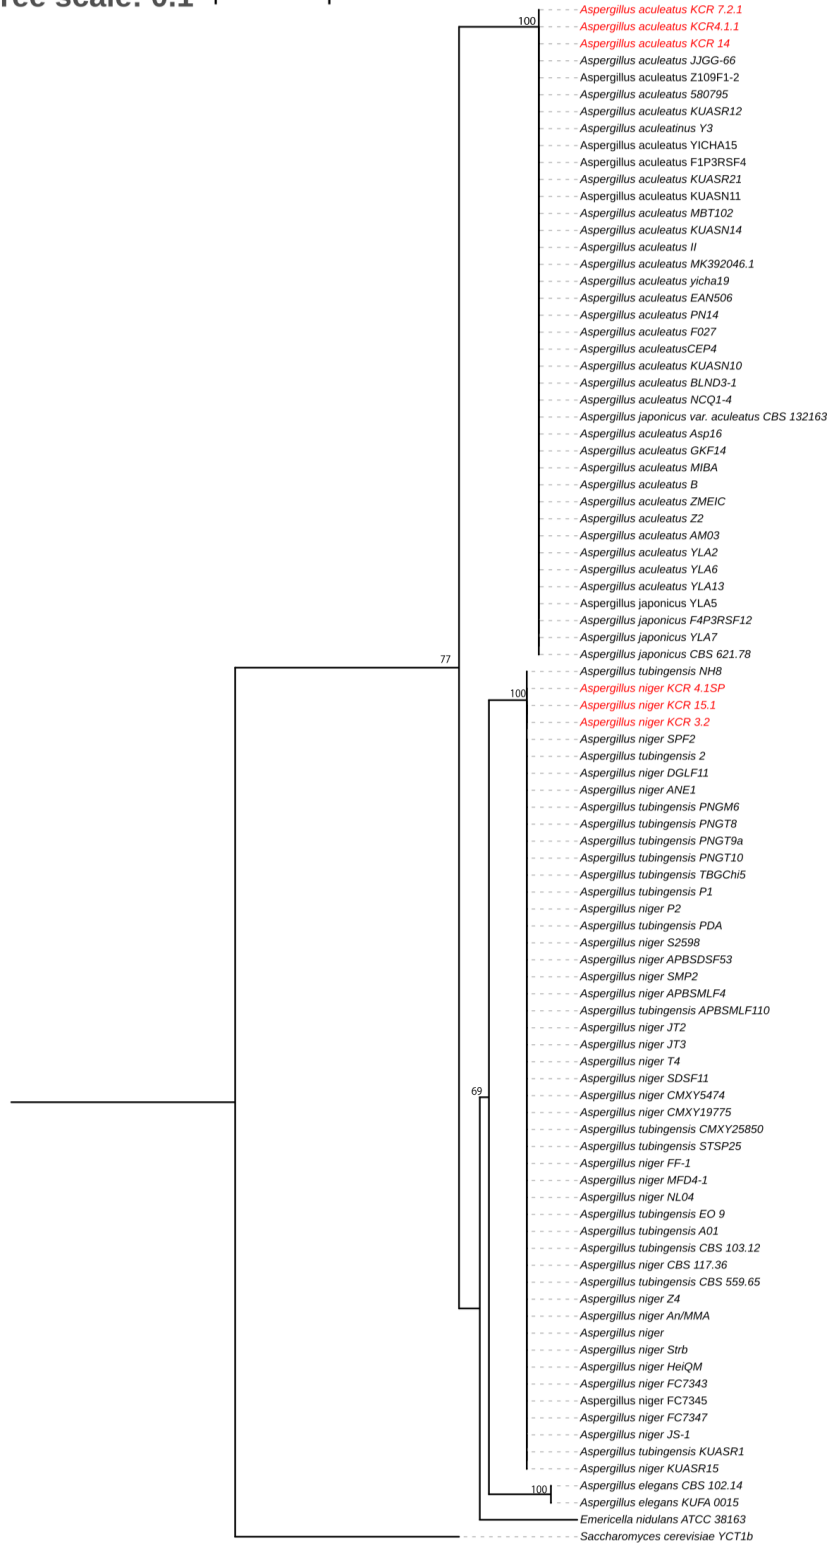 Aspergillus aculeatus KCR 7.2.1
100
Aspergillus aculeatus KCR4.1.1
Aspergillus aculeatus KCR 14
Aspergillus aculeatus JJGG-66
Aspergillus aculeatus Z109F1-2
Aspergillus aculeatus 580795
Aspergillus aculeatus KUASR12
Aspergillus aculeatinus Y3
Aspergillus aculeatus YICHA15
Aspergillus aculeatus F1P3RSF4
Aspergillus aculeatus KUASR21
Aspergillus aculeatus KUASN11
Aspergillus aculeatus MBT102
Aspergillus aculeatus KUASN14
Aspergillus aculeatus II
Aspergillus aculeatus MK392046.1
Aspergillus aculeatus yicha19
Aspergillus aculeatus EAN506
Aspergillus aculeatus PN14
Aspergillus aculeatus F027
Aspergillus aculeatusCEP4
Aspergillus aculeatus KUASN10
Aspergillus aculeatus BLND3-1
Aspergillus aculeatus NCQ1-4
Aspergillus japonicus var. aculeatus CBS 132163
Aspergillus aculeatus Asp16
Aspergillus aculeatus GKF14
Aspergillus aculeatus MIBA
Aspergillus aculeatus B
Aspergillus aculeatus ZMEIC
Aspergillus aculeatus Z2
Aspergillus aculeatus AM03
Aspergillus aculeatus YLA2
Aspergillus aculeatus YLA6
Aspergillus aculeatus YLA13
Aspergillus japonicus YLA5
Aspergillus japonicus F4P3RSF12
Aspergillus japonicus YLA7
Aspergillus japonicus CBS 621.78
77
Aspergillus tubingensis NH8
100
Aspergillus niger KCR 4.1SP
Aspergillus niger KCR 15.1
Aspergillus niger KCR 3.2
Aspergillus niger SPF2
Aspergillus tubingensis 2
Aspergillus niger DGLF11
Aspergillus niger ANE1
Aspergillus tubingensis PNGM6
Aspergillus tubingensis PNGT8
Aspergillus tubingensis PNGT9a
Aspergillus tubingensis PNGT10
Aspergillus tubingensis TBGChi5
Aspergillus tubingensis P1
Aspergillus niger P2
Aspergillus tubingensis PDA
Aspergillus niger S2598
Aspergillus niger APBSDSF53
Aspergillus niger SMP2
Aspergillus niger APBSMLF4
Aspergillus tubingensis APBSMLF110
Aspergillus niger JT2
Aspergillus niger JT3
Aspergillus niger T4
Aspergillus niger SDSF11
69
Aspergillus niger CMXY5474
Aspergillus niger CMXY19775
Aspergillus tubingensis CMXY25850
Aspergillus tubingensis STSP25
Aspergillus niger FF-1
Aspergillus niger MFD4-1
Aspergillus niger NL04
Aspergillus tubingensis EO 9
Aspergillus tubingensis A01
Aspergillus tubingensis CBS 103.12
Aspergillus niger CBS 117.36
Aspergillus tubingensis CBS 559.65
Aspergillus niger Z4
Aspergillus niger An/MMA
Aspergillus niger
Aspergillus niger Strb
Aspergillus niger HeiQM
Aspergillus niger FC7343
Aspergillus niger FC7345
Aspergillus niger FC7347
Aspergillus niger JS-1
Aspergillus tubingensis KUASR1
Aspergillus niger KUASR15
Aspergillus elegans CBS 102.14
100
Aspergillus elegans KUFA 0015
Emericella nidulans ATCC 38163
Saccharomyces cerevisiae YCT1b